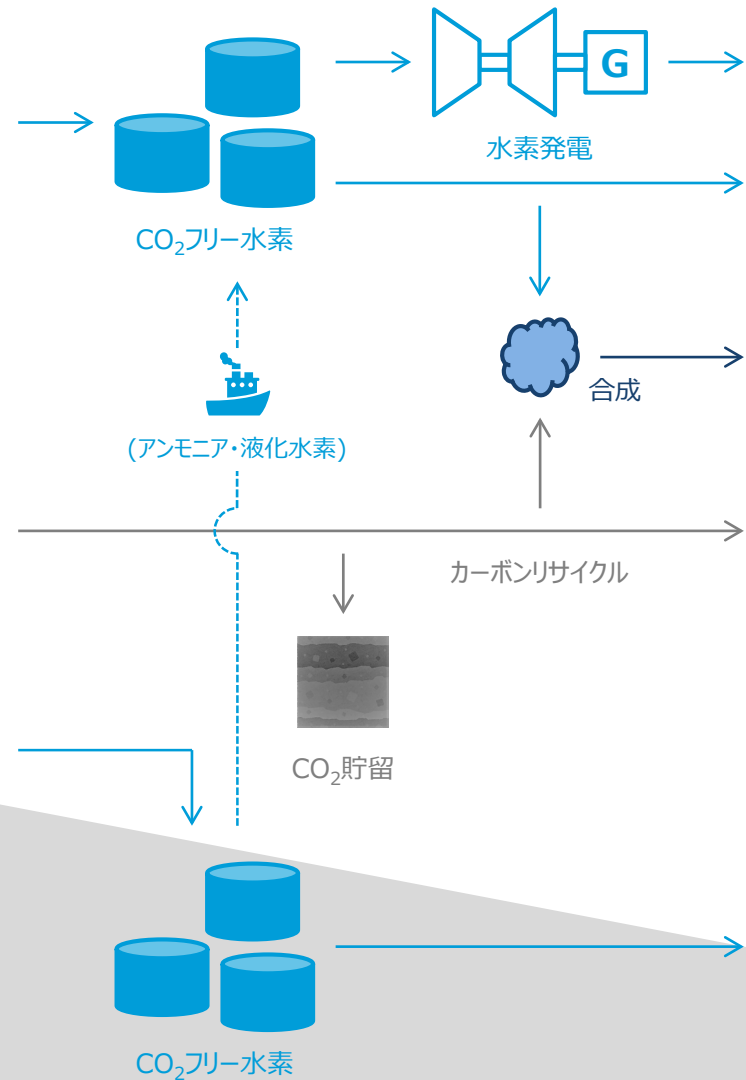 G
水素発電
CO₂フリー水素
合成
(アンモニア・液化水素)
カーボンリサイクル
CO₂貯留
CO₂フリー水素